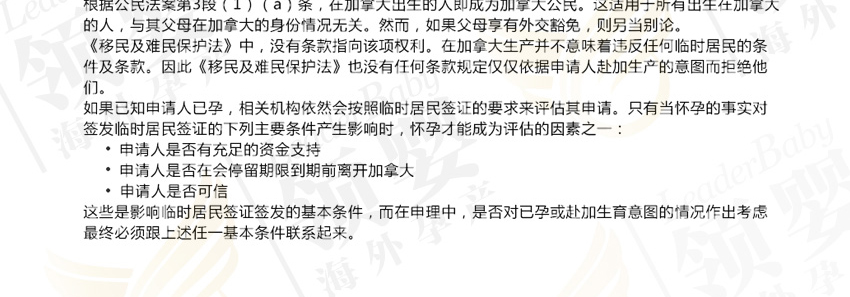 根据公民法案第3段（1）（a）条，在加拿大出生的人即成为加拿大公民。这适用于所有出生在加拿大
的人，与其父母在加拿大的身份情况无关。然而，如果父母享有外交豁免，则另当别论。
《移民及难民保护法》中，没有条款指向该项权利。在加拿大生产并不意味着违反任何临时居民的条
件及条款。因此《移民及难民保护法》也没有任何条款规定仅仅依据申请人赴加生产的意图而拒绝他
们。
如果已知申请人已孕，相关机构依然会按照临时居民签证的要求来评估其申请。只有当怀孕的事实对
签发临时居民签证的下列主要条件产生影响时，怀孕才能成为评估的因素之一：
• 申请人是否有充足的资金支持
• 申请人是否在会停留期限到期前离开加拿大
• 申请人是否可信
这些是影响临时居民签证签发的基本条件，而在申理中，是否对已孕或赴加生育意图的情况作出考虑
最终必须跟上述任一基本条件联系起来。
LeaderBaby
领婴
海外孕产